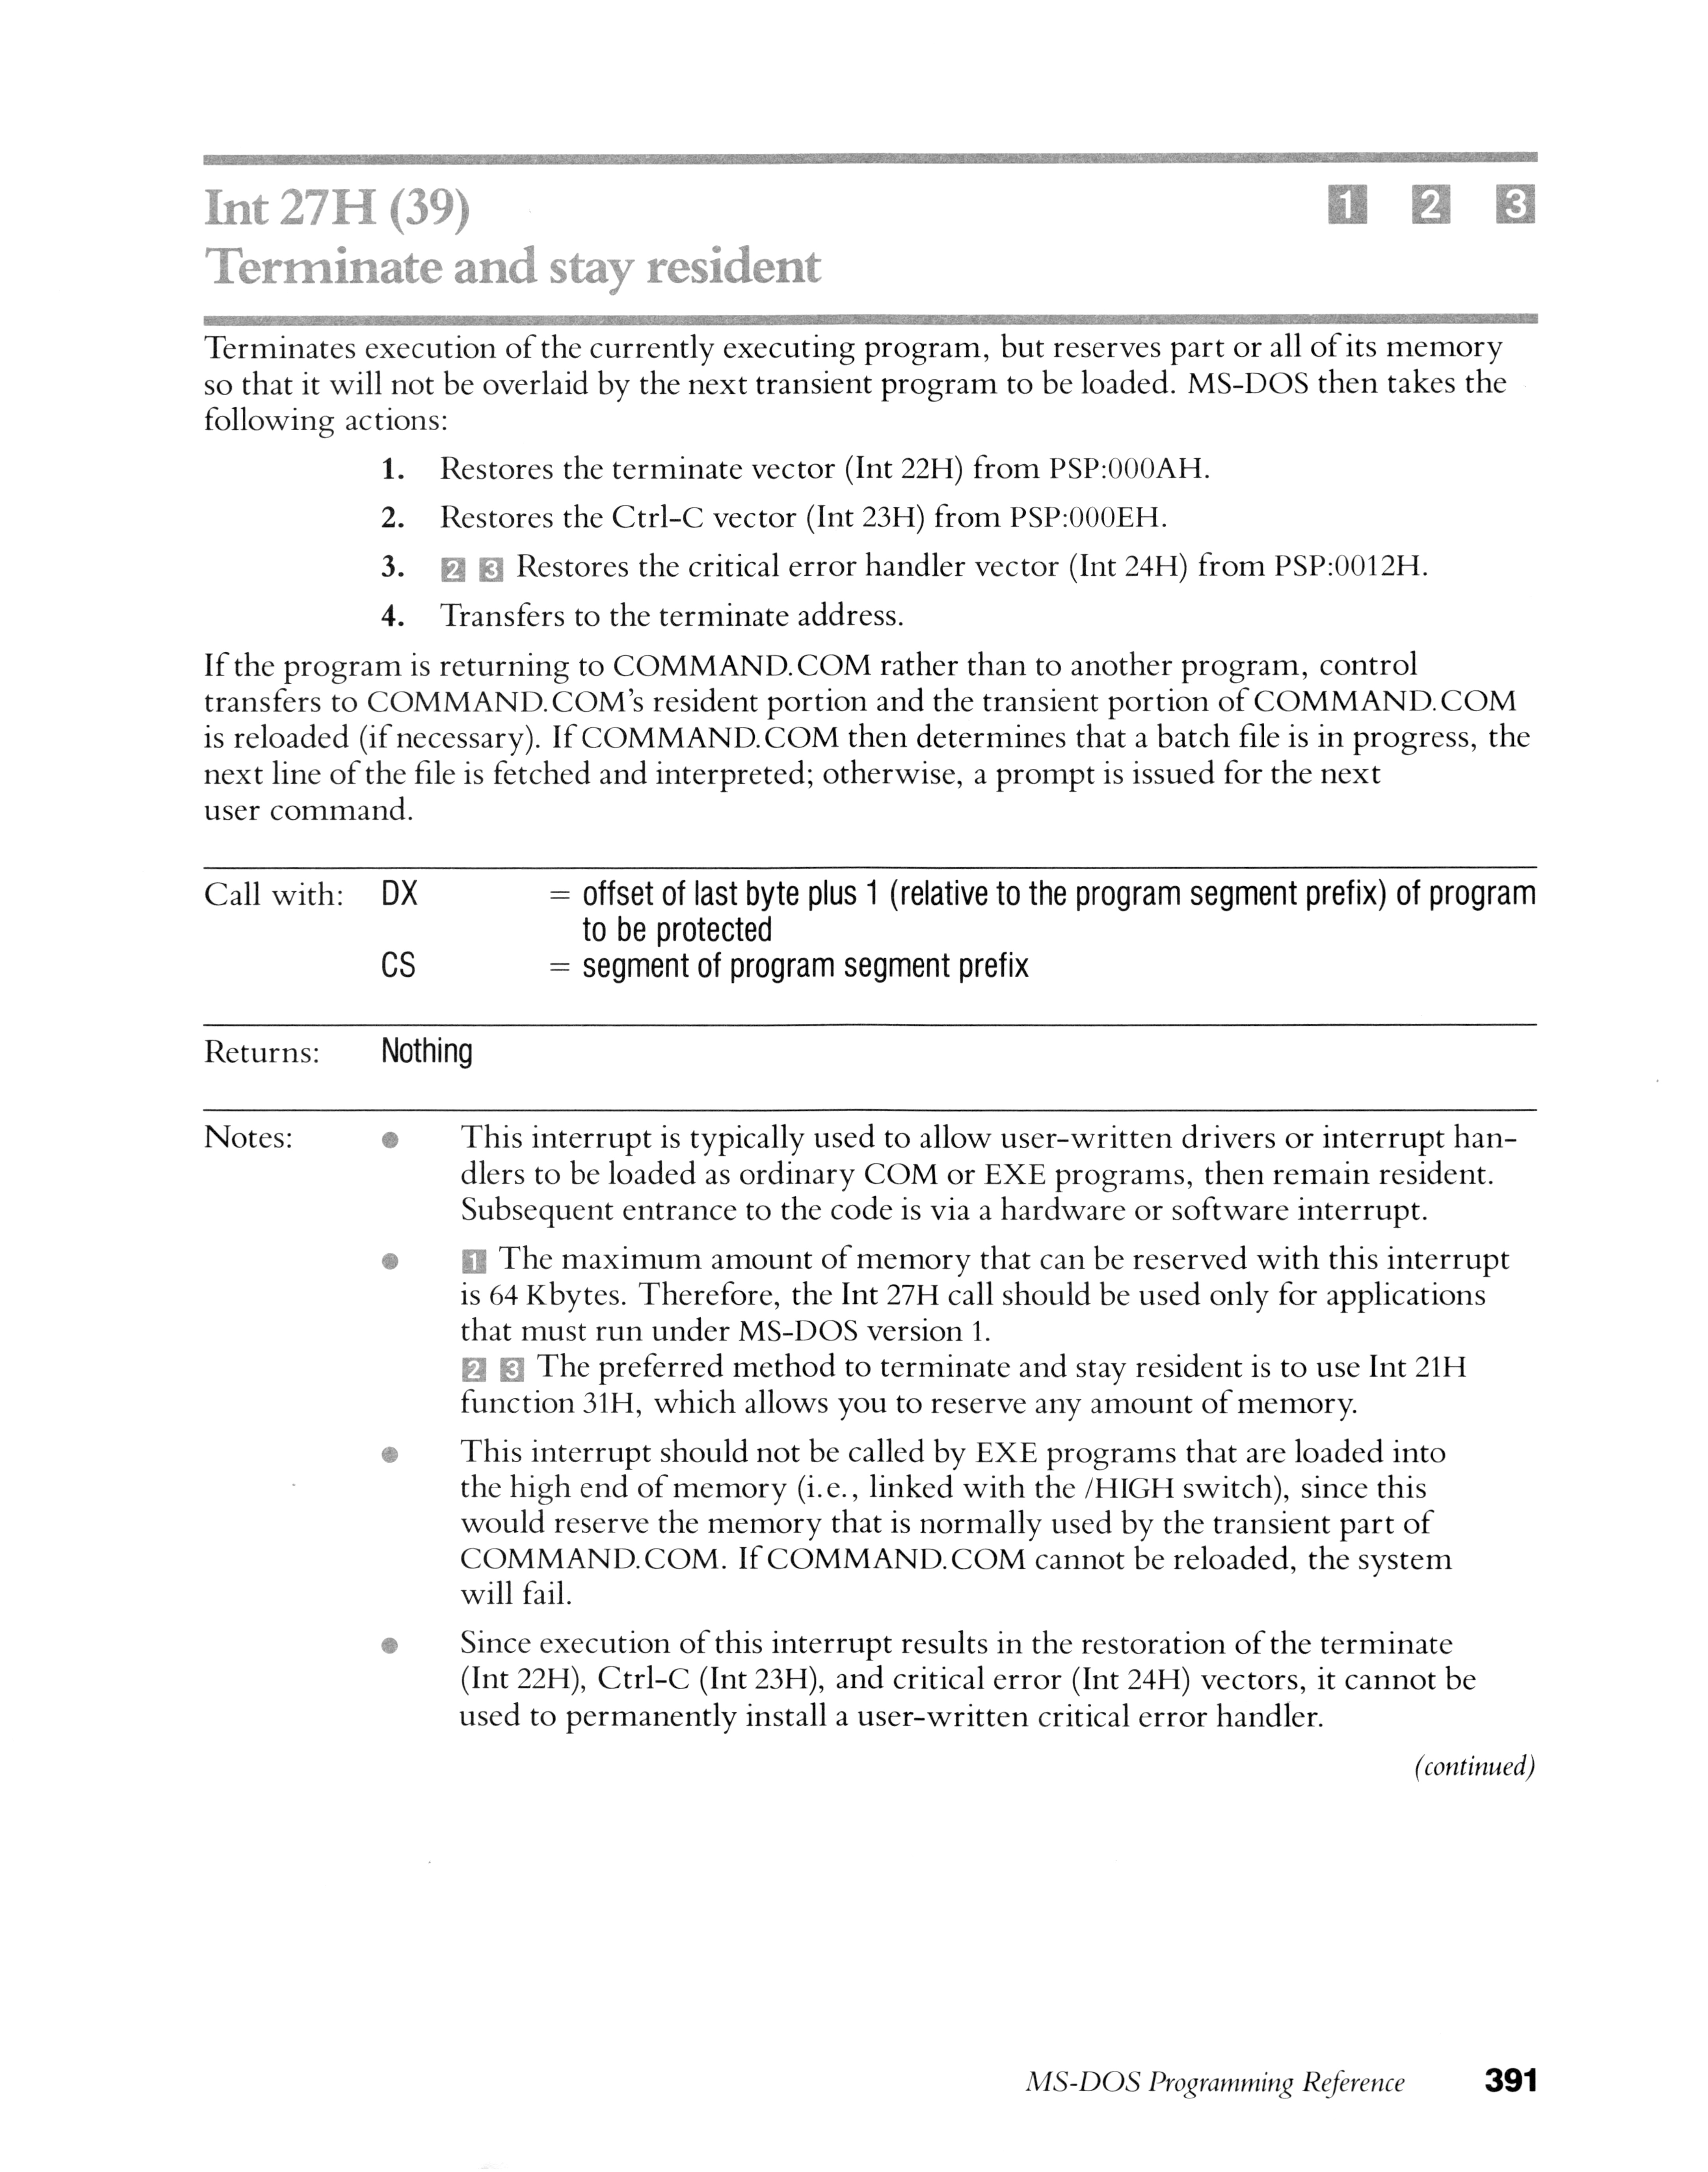 Int 27H (39) 1 2 3
Terminate and stay resident
Terminates execution of the currently executing program, but reserves part or all of its memory
so that it will not be overlaid by the next transient program to be loaded. MS-DOS then takes the
following actions:
1. Restores the terminate vector (Int 22H) from PSP:000AH.
2. Restores the Ctrl-C vector (Int 23H) from PSP:000EH.
3. 2 3 Restores the critical error handler vector (Int 24H) from PSP:0012H.
4. Transfers to the terminate address.
If the program is returning to COMMAND.COM rather than to another program, control
transfers to COMMAND.COM's resident portion and the transient portion of COMMAND.COM
is reloaded (if necessary). If COMMAND.COM then determines that a batch file is in progress, the
next line of the file is fetched and interpreted; otherwise, a prompt is issued for the next
user command.
Call with: DX = offset of last byte plus 1 (relative to the program segment prefix) of program
to be protected
CS = segment of program segment prefix
Returns: Nothing
Notes: ● This interrupt is typically used to allow user-written drivers or interrupt han-
dlers to be loaded as ordinary COM or EXE programs, then remain resident.
Subsequent entrance to the code is via a hardware or software interrupt.
● 1 The maximum amount of memory that can be reserved with this interrupt
is 64 Kbytes. Therefore, the Int 27H call should be used only for applications
that must run under MS-DOS version 1.
2 3 The preferred method to terminate and stay resident is to use Int 21H
function 31H, which allows you to reserve any amount of memory.
● This interrupt should not be called by EXE programs that are loaded into
the high end of memory (i.e., linked with the /HIGH switch), since this
would reserve the memory that is normally used by the transient part of
COMMAND.COM. If COMMAND.COM cannot be reloaded, the system
will fail.
● Since execution of this interrupt results in the restoration of the terminate
(Int 22H), Ctrl-C (Int 23H), and critical error (Int 24H) vectors, it cannot be
used to permanently install a user-written critical error handler.
(continued)
MS-DOS Programming Reference 391